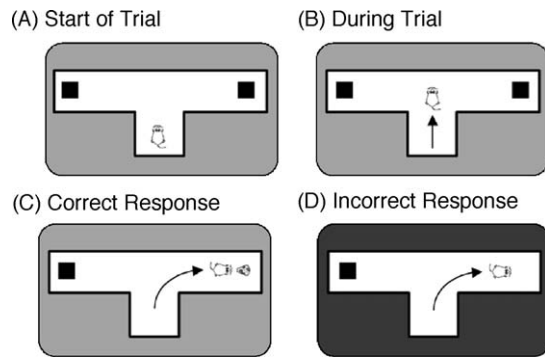 (A) Start of Trial
(B) During Trial
(C) Correct Response
(D) Incorrect Response